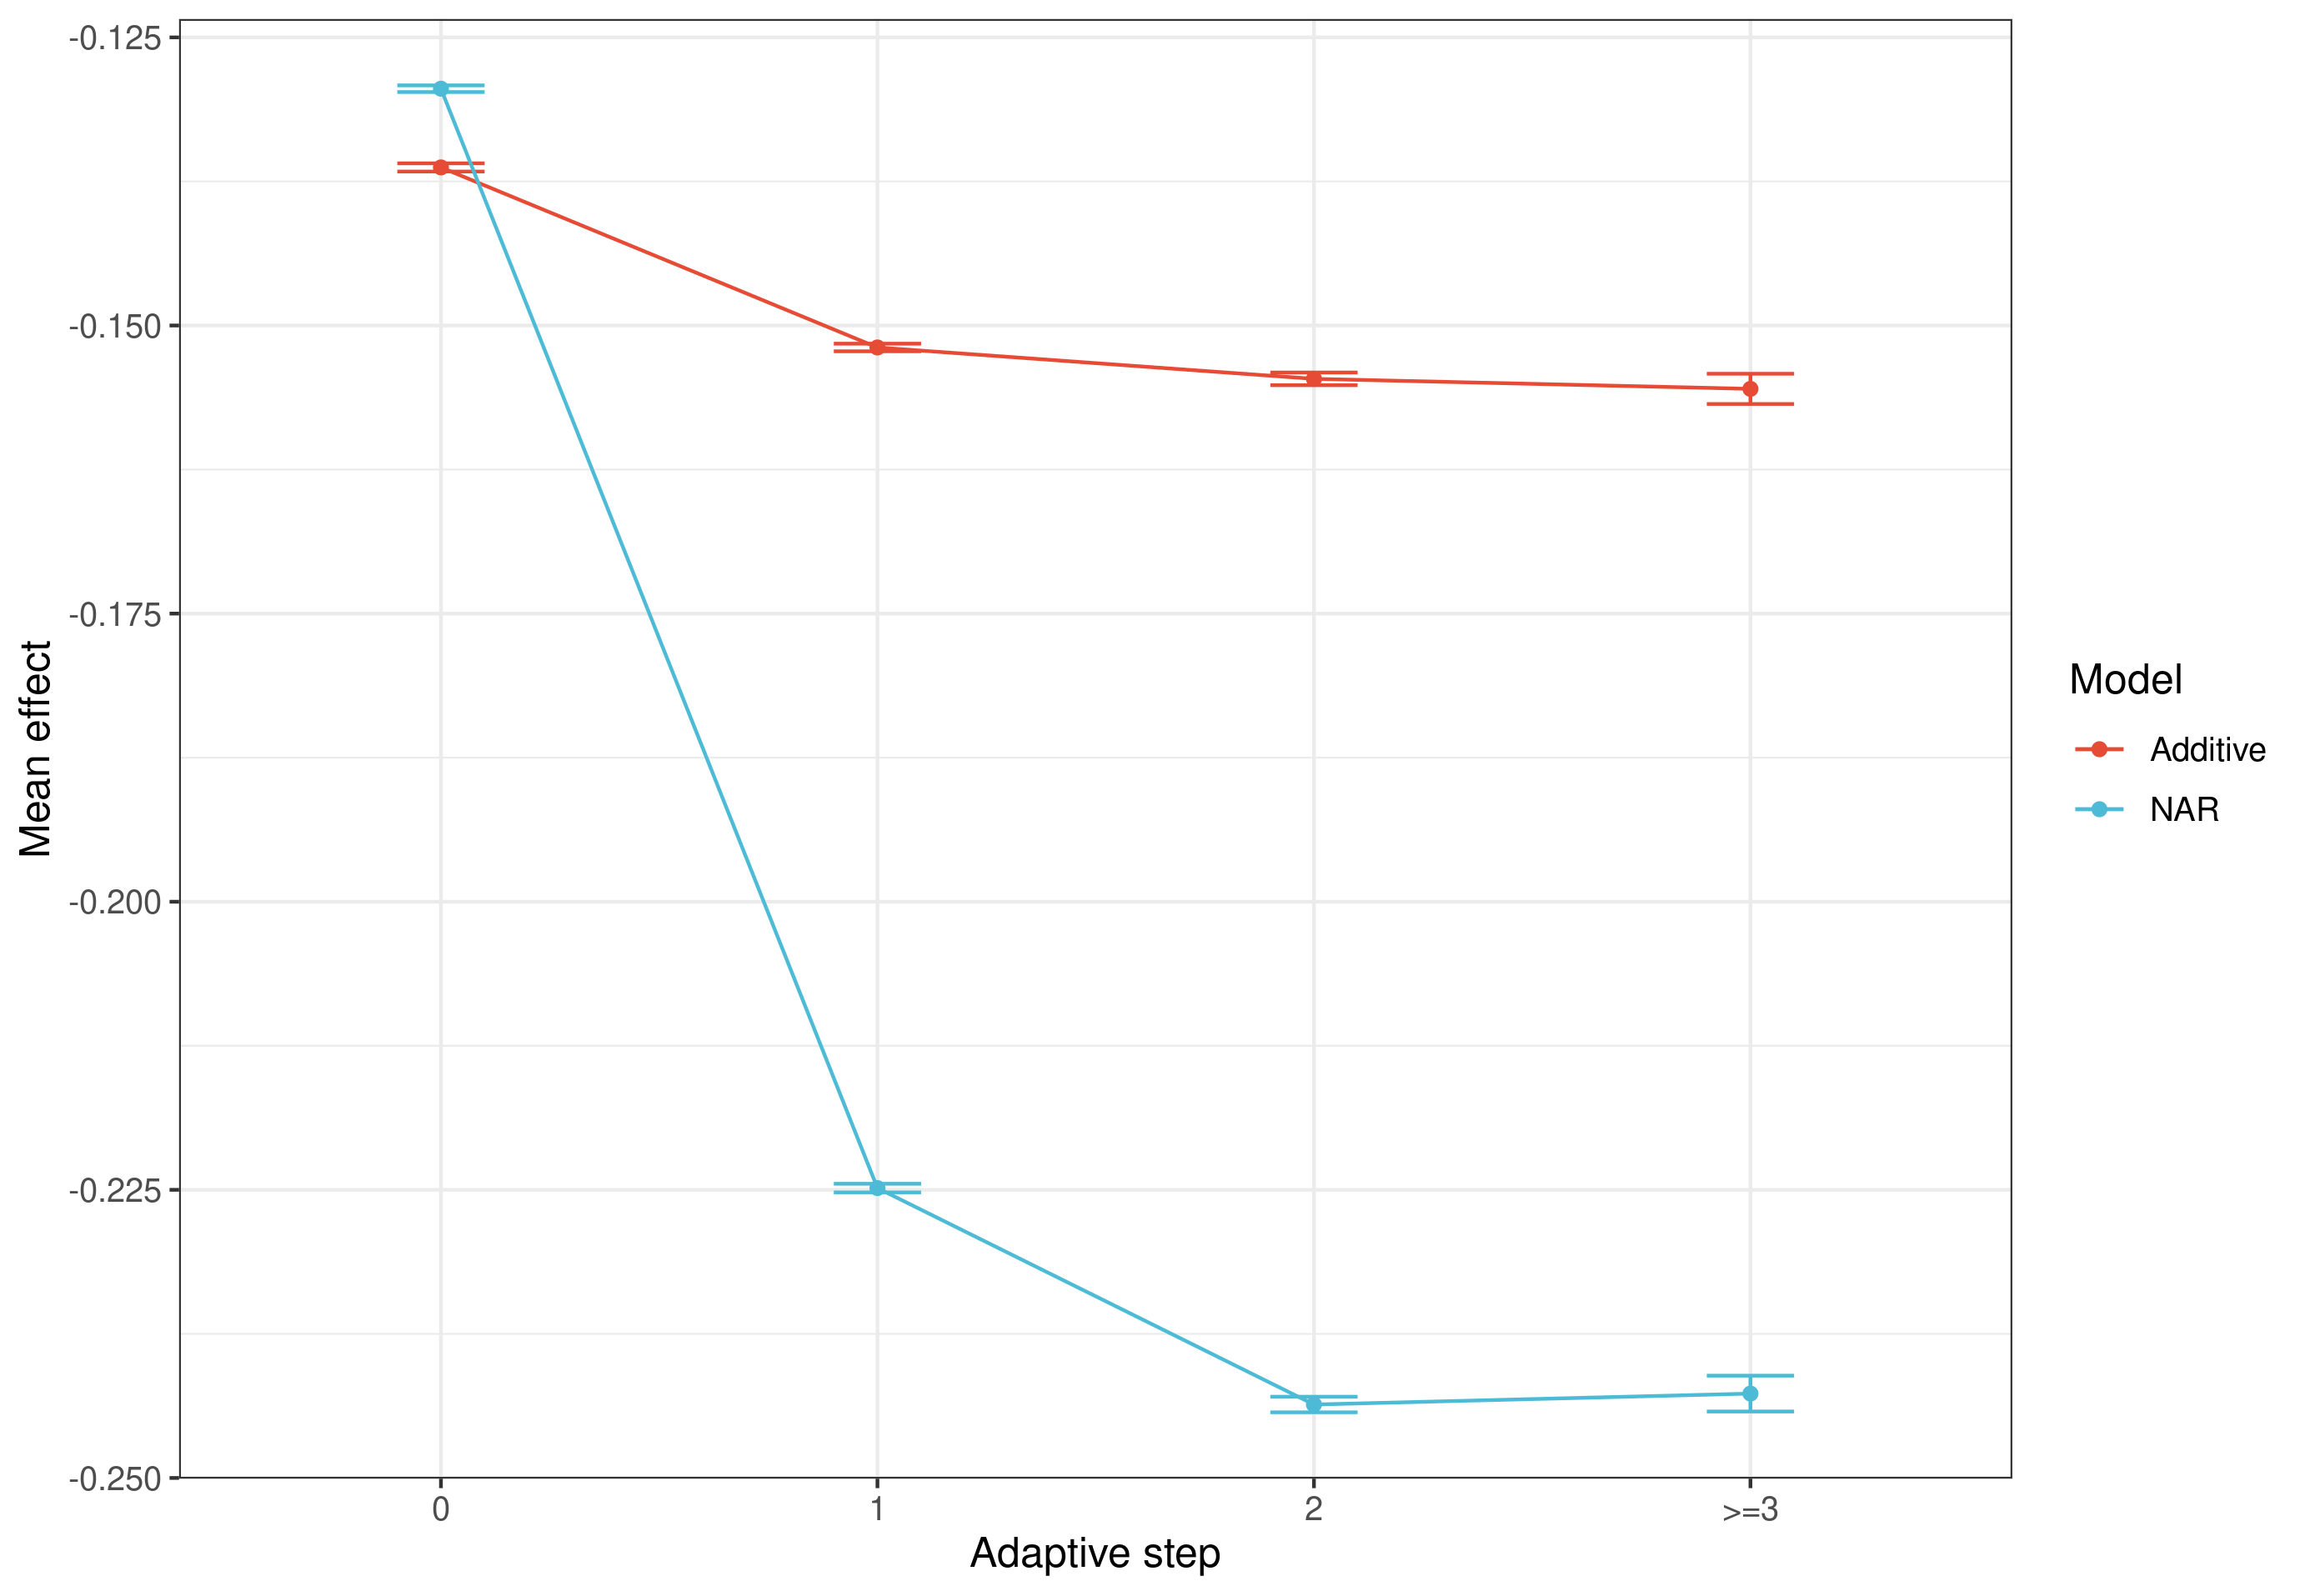 Mean effect
-0.125
-0.150
-0.175
-0.200
-0.225
-0.250
0 1 2 >=3
Adaptive step
Model
Additive
NAR